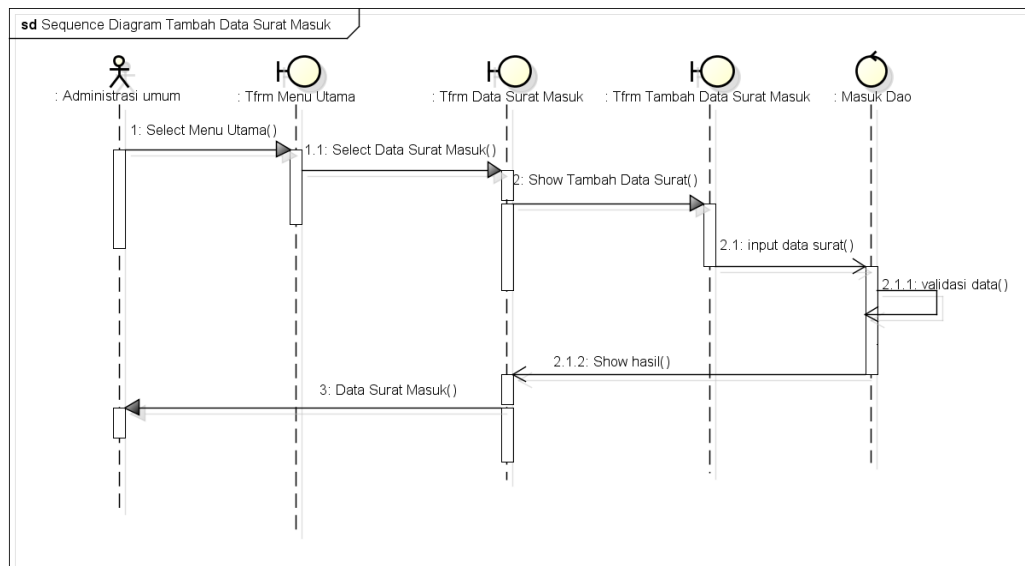 sd Sequence Diagram Tambah Data Surat Masuk
: Administrasi umum
: Tfrm Menu Utama
: Tfrm Data Surat Masuk
: Tfrm Tambah Data Surat Masuk
: Masuk Dao
1: Select Menu Utama()
1.1: Select Data Surat Masuk()
2: Show Tambah Data Surat()
2.1: input data surat()
2.1.1: validasi data()
2.1.2: Show hasil()
3: Data Surat Masuk()